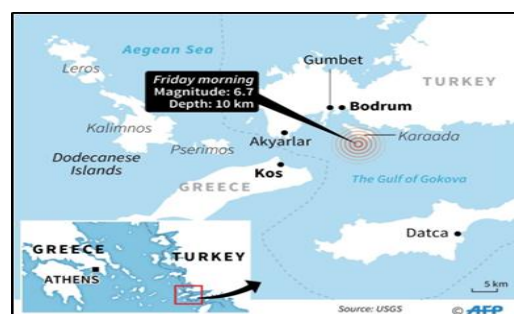 Aegean Sea
Leros
Gumbet
TURKEY
Friday morning
Magnitude: 6.7
Depth: 10 km
Bodrum
Kalimnos
Karaada
Akyarlar
Pserimos
Dodecanese
Islands
Kos
GREECE
The Gulf of Gokova
Datca
GREECE
TURKEY
ATHENS
5 km
Source: USGS
© AFP